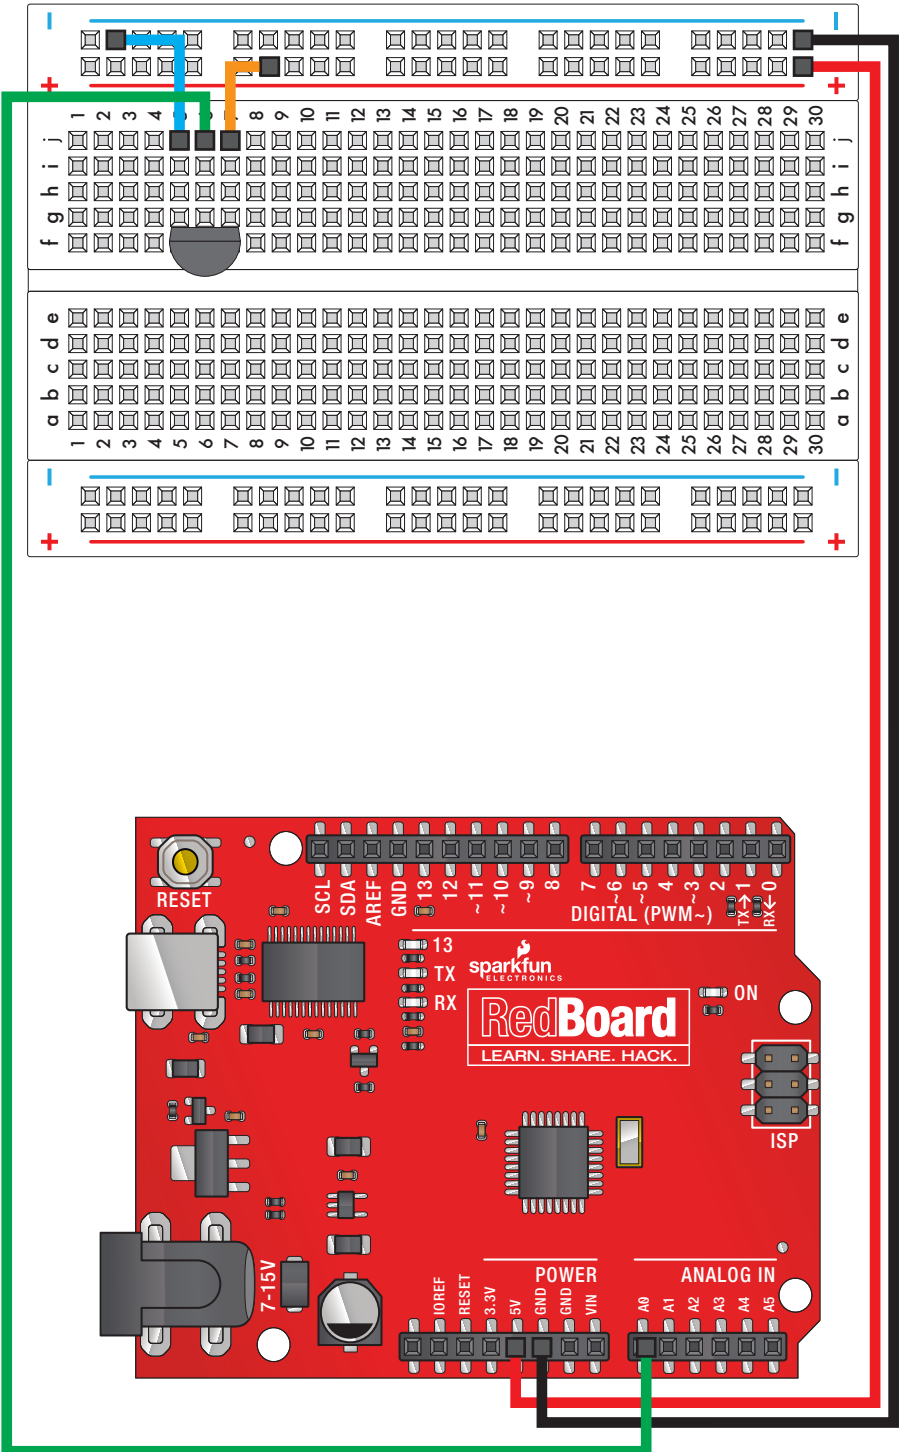 - -
+ +
1 2 3 4 5 6 7 8 9 10 11 12 13 14 15 16 17 18 19 20 21 22 23 24 25 26 27 28 29 30
j j
i i
h h
g g
f f
e e
d d
c c
b b
a a
1 2 3 4 5 6 7 8 9 10 11 12 13 14 15 16 17 18 19 20 21 22 23 24 25 26 27 28 29 30
- -
+ +
RESET
SCL SDA AREF GND 13 12 ~11 ~10 ~9 8 7 ~6 ~5 4 ~3 2 TX→1 RX←0
DIGITAL (PWM~)
13
TX
RX
sparkfun
ELECTRONICS
RedBoard
LEARN. SHARE. HACK.
ON
ISP
7-15V
POWER
ANALOG IN
IOREF RESET 3.3V 5V GND GND VIN A0 A1 A2 A3 A4 A5